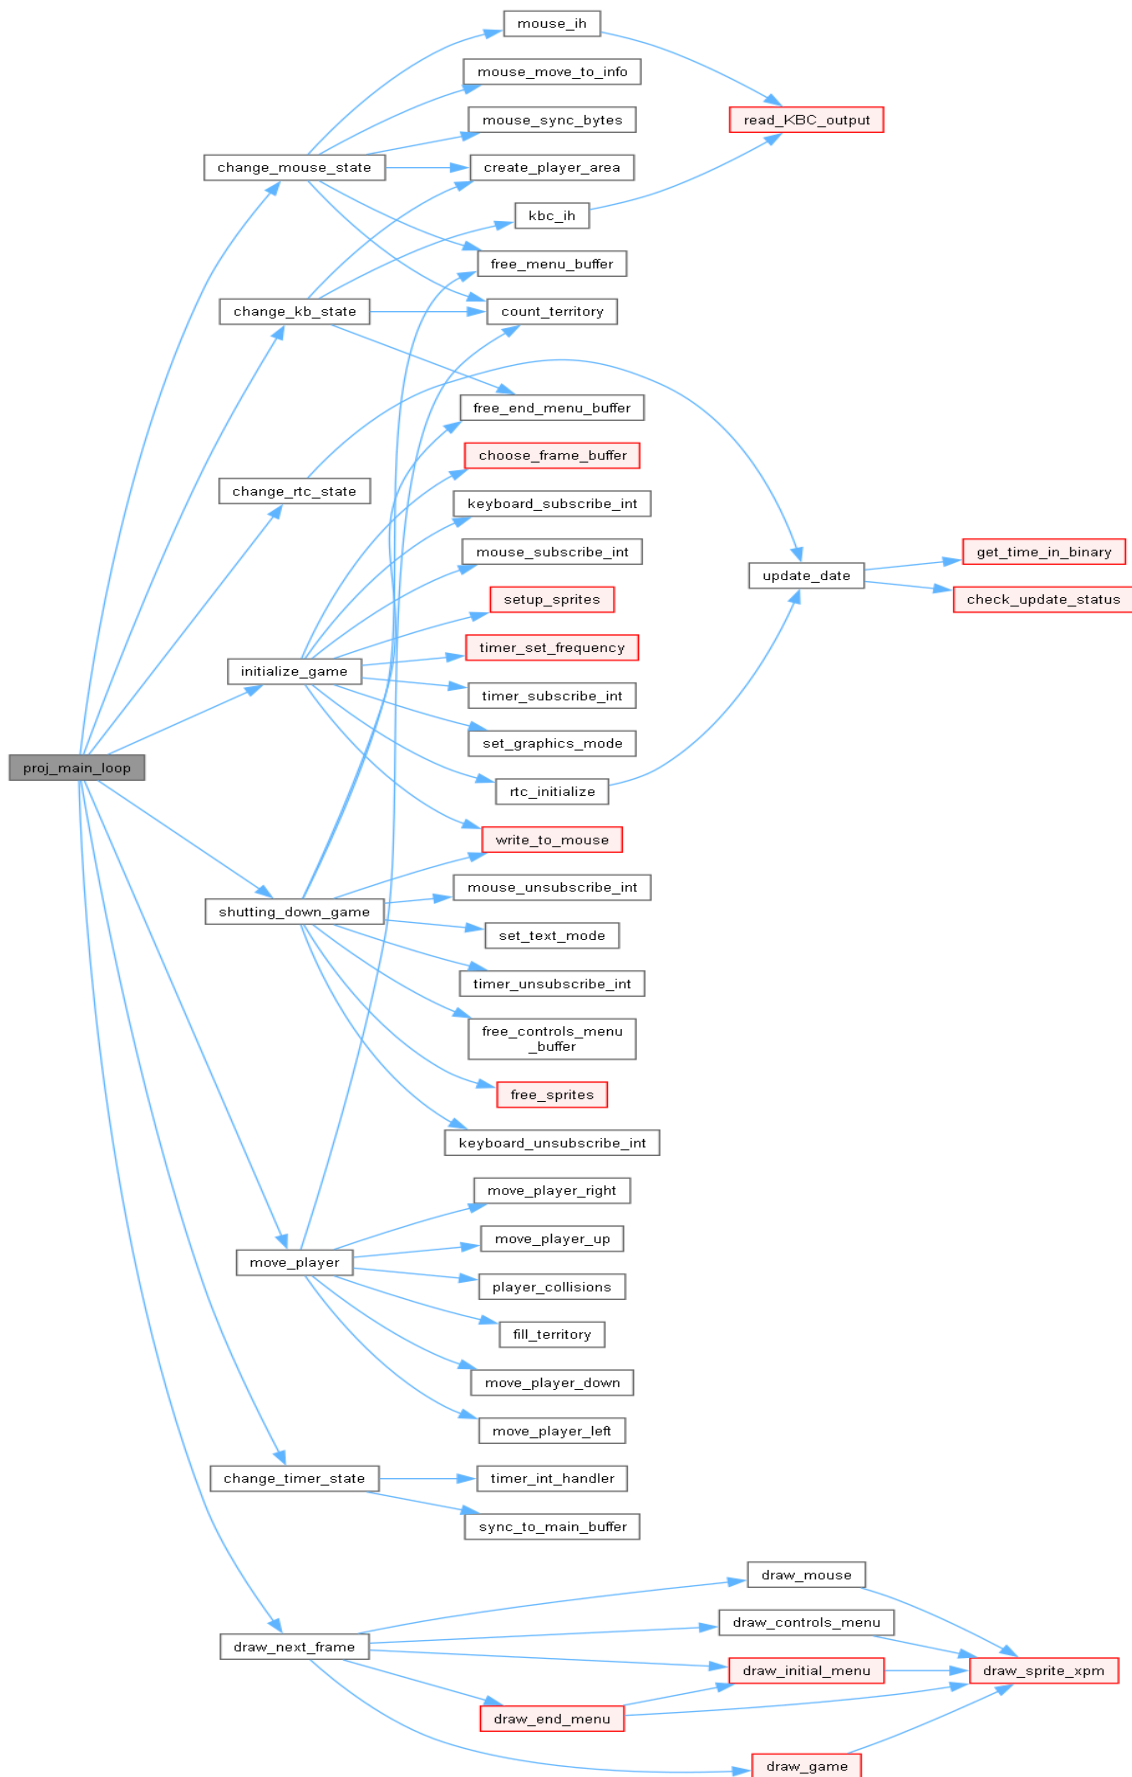 mouse_ih
mouse_move_to_info
mouse_sync_bytes
read_KBC_output
change_mouse_state
create_player_area
kbc_ih
free_menu_buffer
change_kb_state
count_territory
free_end_menu_buffer
choose_frame_buffer
change_rtc_state
keyboard_subscribe_int
mouse_subscribe_int
get_time_in_binary
update_date
check_update_status
setup_sprites
timer_set_frequency
initialize_game
timer_subscribe_int
set_graphics_mode
proj_main_loop
rtc_initialize
write_to_mouse
mouse_unsubscribe_int
shutting_down_game
set_text_mode
timer_unsubscribe_int
free_controls_menu
_buffer
free_sprites
keyboard_unsubscribe_int
move_player_right
move_player_up
move_player
player_collisions
fill_territory
move_player_down
move_player_left
change_timer_state
timer_int_handler
sync_to_main_buffer
draw_mouse
draw_controls_menu
draw_next_frame
draw_initial_menu
draw_sprite_xpm
draw_end_menu
draw_game